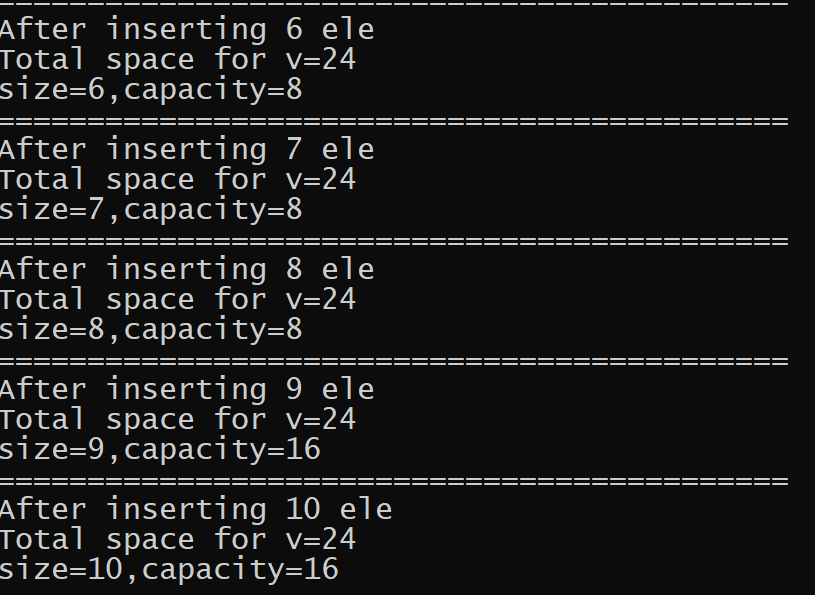 ============================================
After inserting 6 ele
Total space for v=24
size=6,capacity=8
============================================
After inserting 7 ele
Total space for v=24
size=7,capacity=8
============================================
After inserting 8 ele
Total space for v=24
size=8,capacity=8
============================================
After inserting 9 ele
Total space for v=24
size=9,capacity=16
============================================
After inserting 10 ele
Total space for v=24
size=10,capacity=16